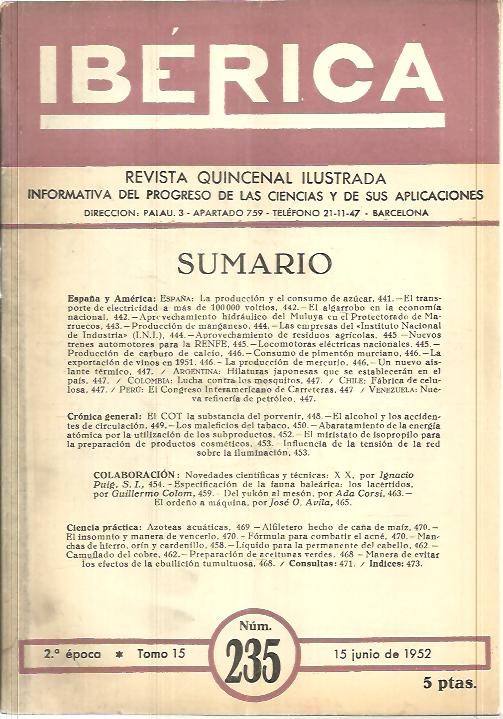 IBÉRICA
REVISTA QUINCENAL ILUSTRADA
INFORMATIVA DEL PROGRESO DE LAS CIENCIAS Y DE SUS APLICACIONES
DIRECCION: PALAU. 3 - APARTADO 759 - TELÉFONO 21-11-47 - BARCELONA
SUMARIO
España y América: ESPAÑA: La producción y el consumo de azúcar, 441.—El trans-
porte de electricidad a más de 100000 voltios, 442.—El algarrobo en la economía
nacional, 442.—Aprovechamiento hidráulico del Muluya en el Protectorado de Ma-
rruecos, 443.—Producción de manganeso, 444.—Las empresas del «Instituto Nacional
de Industria» (I.N.I.), 444.—Aprovechamiento de residuos agrícolas, 445—Nuevos
trenes automotores para la RENFE, 445.—Locomotoras eléctricas nacionales, 445.—
Producción de carburo de calcio, 446.—Consumo de pimentón murciano, 446.—La
exportación de vinos en 1951. 446.—La producción de mercurio, 446.—Un nuevo ais-
lante térmico, 447. / ARGENTINA: Hilaturas japonesas que se establecerán en el
país, 447. / COLOMBIA: Lucha contra los mosquitos, 447. / CHILE: Fábrica de celu-
losa, 447. / PERÚ: El Congreso Interamericano de Carreteras, 447 / VENEZUELA: Nue-
va refinería de petróleo, 447.
Crónica general: El COT la substancia del porvenir, 448.—El alcohol y los acciden-
tes de circulación, 449.—Los maleficios del tabaco, 450.—Abaratamiento de la energía
atómica por la utilización de los subproductos, 452.—El miristato de isopropilo para
la preparación de productos cosméticos, 453.—Influencia de la tensión de la red
sobre la iluminación, 453.
COLABORACIÓN: Novedades científicas y técnicas: X X, por Ignacio
Puig. S. I., 454.-Especificación de la fauna baleárica: los lacértidos,
por Guillermo Colom, 459.- Del yukón al mesón, por Ada Corsi, 463.—
El ordeño a máquina, por José O. Avila, 465.
Ciencia práctica: Azoteas acuáticas, 469—Alfiletero hecho de caña de maíz, 470.—
El insomnio y manera de vencerlo, 470.- Fórmula para combatir el acné, 470.—Man-
chas de hierro, orín y cardenillo, 458.—Líquido para la permanente del cabello, 462—
Camuflado del cobre, 462.—Preparación de aceitunas verdes, 468—Manera de evitar
los efectos de la ebullición tumultuosa, 468. / Consultas: 471. / Indices: 473.
2.ª época * Tomo 15
Núm.
235
15 junio de 1952
5 ptas.